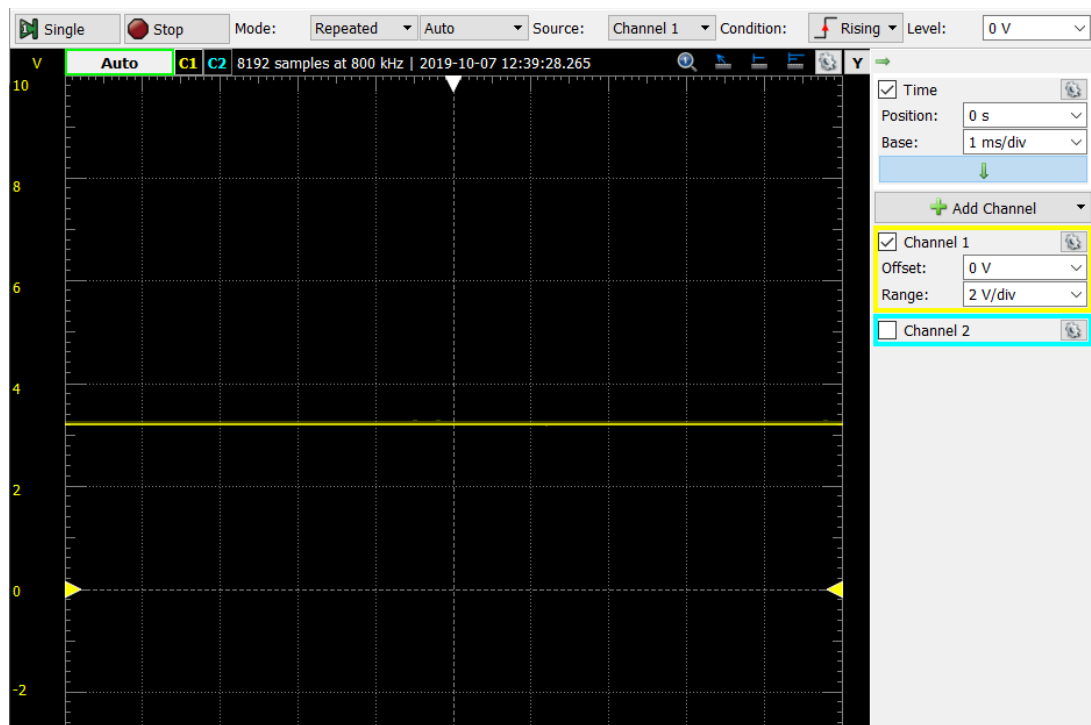 Single Stop Mode: Repeated Auto Source: Channel 1 Condition: Rising Level: 0 V
V Auto C1 C2 8192 samples at 800 kHz | 2019-10-07 12:39:28.265 Y
10
8
6
4
2
0
-2
Time
Position: 0 s
Base: 1 ms/div
Add Channel
Channel 1
Offset: 0 V
Range: 2 V/div
Channel 2